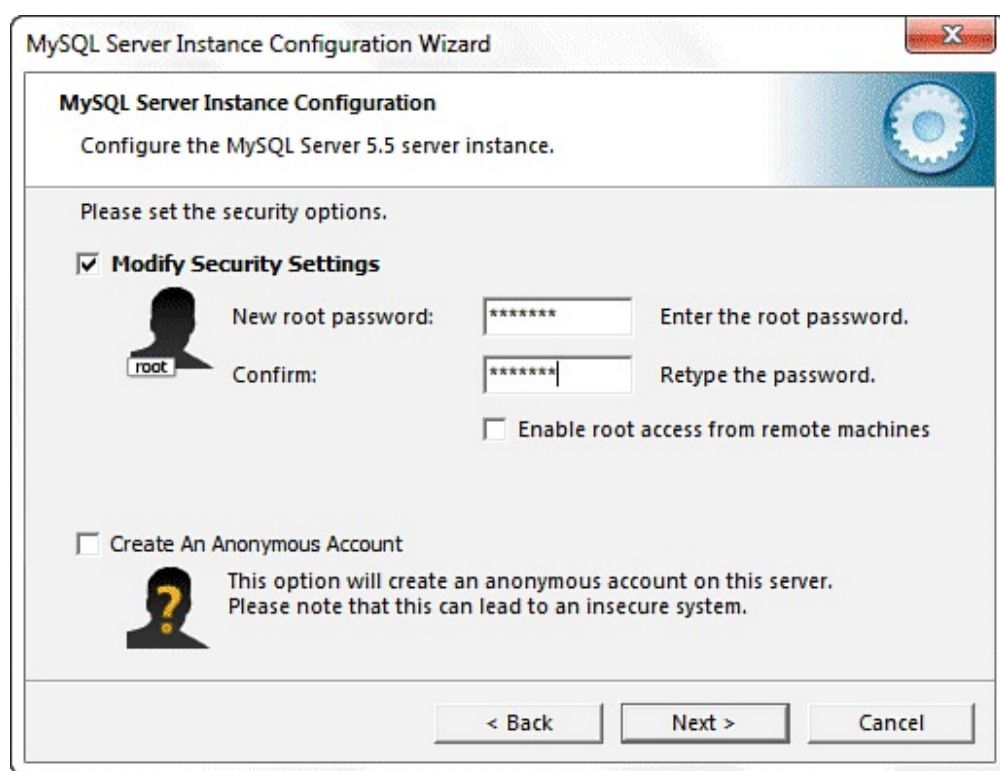 MySQL Server Instance Configuration Wizard
MySQL Server Instance Configuration
Configure the MySQL Server 5.5 server instance.
Please set the security options.
Modify Security Settings
New root password: ******* Enter the root password.
root
Confirm: ******* Retype the password.
Enable root access from remote machines
Create An Anonymous Account
This option will create an anonymous account on this server.
Please note that this can lead to an insecure system.
?
< Back Next > Cancel